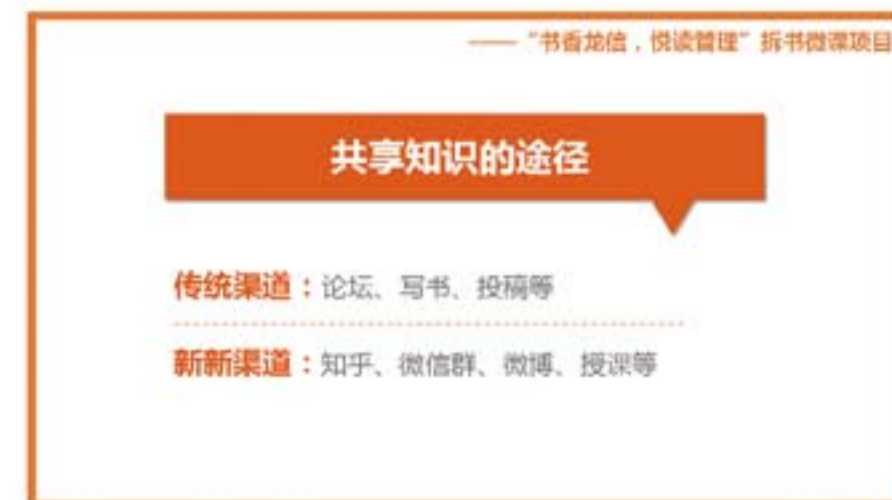 ——“书香龙信，悦读管理”拆书微课项目
共享知识的途径
传统渠道：论坛、写书、投稿等
新新渠道：知乎、微信群、微博、授课等